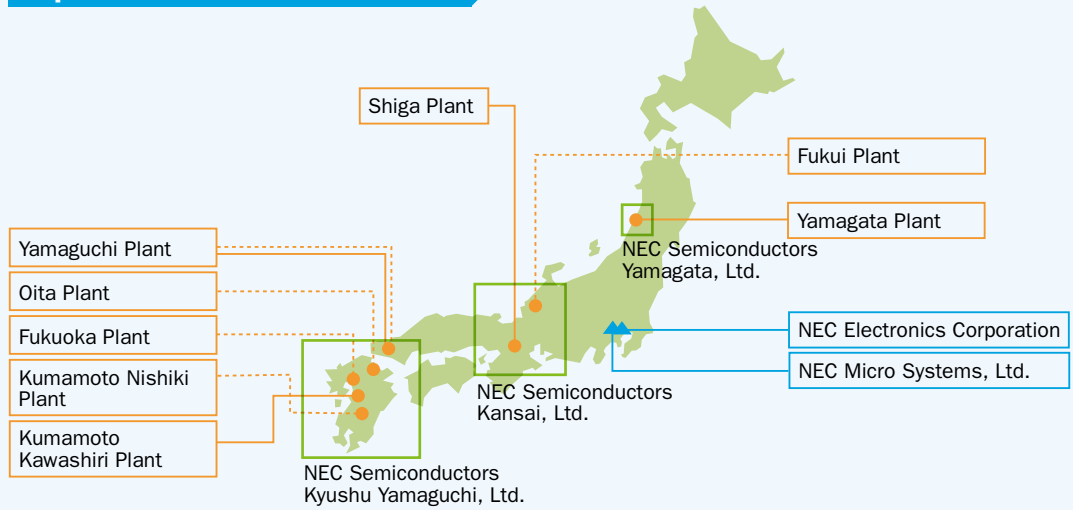 Shiga Plant
Fukui Plant
Yamagata Plant
NEC Semiconductors
Yamagata, Ltd.
Yamaguchi Plant
Oita Plant
Fukuoka Plant
Kumamoto Nishiki
Plant
Kumamoto
Kawashiri Plant
NEC Electronics Corporation
NEC Micro Systems, Ltd.
NEC Semiconductors
Kansai, Ltd.
NEC Semiconductors
Kyushu Yamaguchi, Ltd.